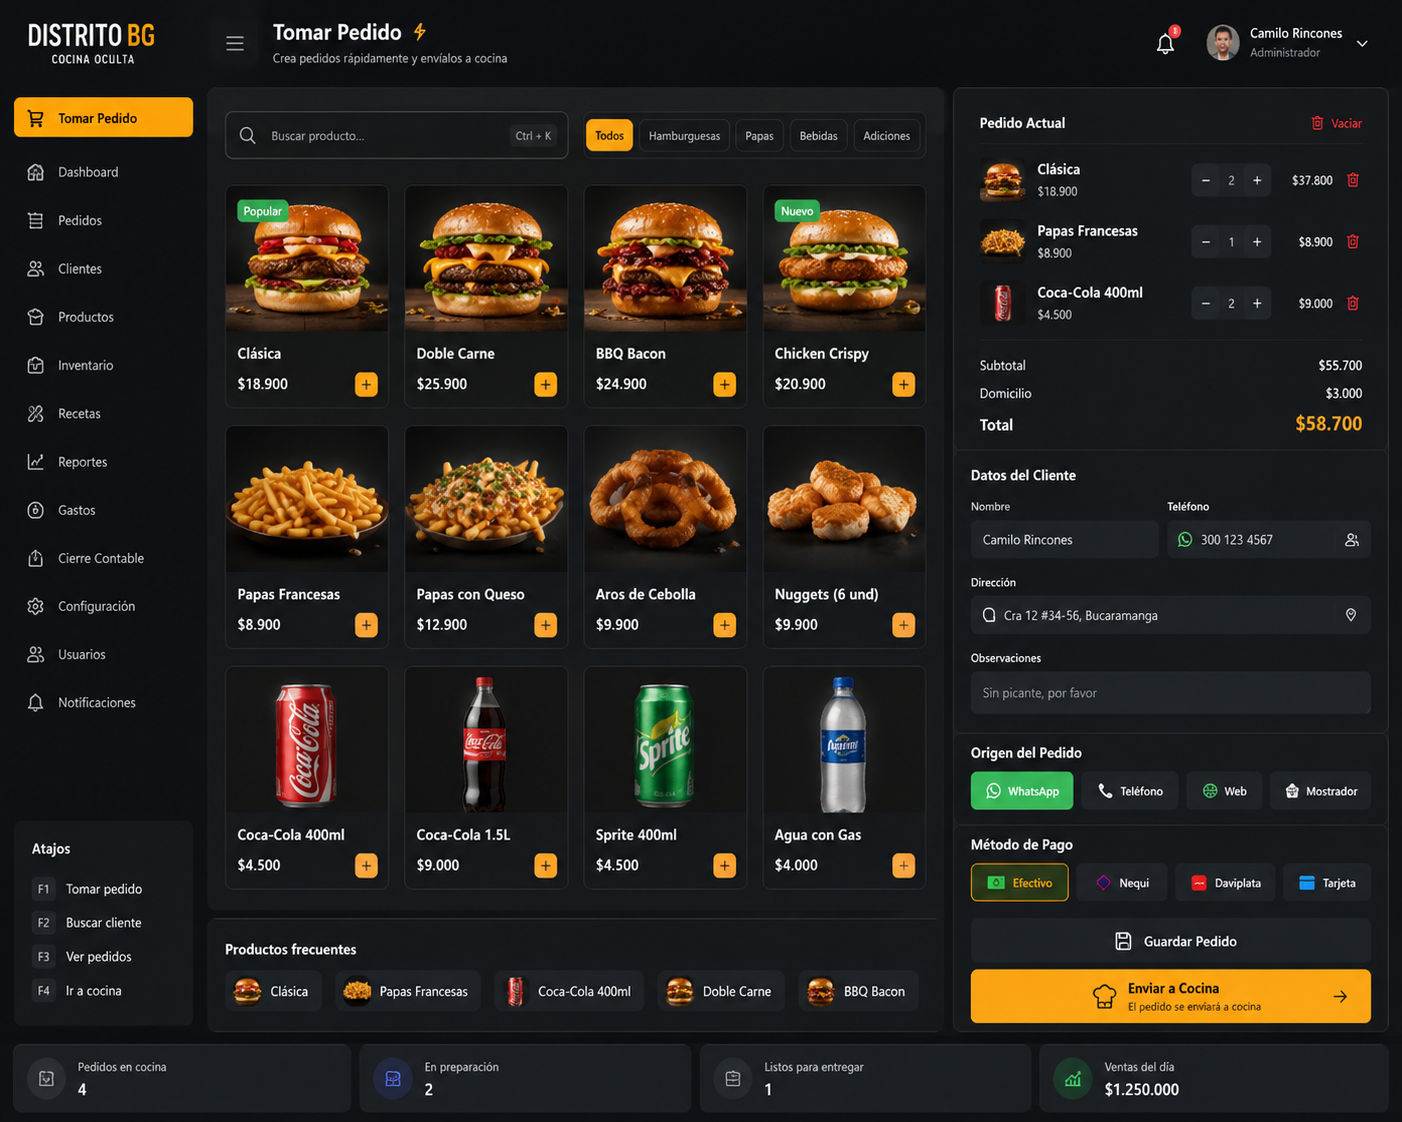 DISTRITO BG
COCINA OCULTA
Tomar Pedido
Crea pedidos rápidamente y envíalos a cocina
Camilo Rincones
Administrador
Tomar Pedido
Dashboard
Pedidos
Clientes
Productos
Inventario
Recetas
Reportes
Gastos
Cierre Contable
Configuración
Usuarios
Notificaciones
Atajos
F1 Tomar pedido
F2 Buscar cliente
F3 Ver pedidos
F4 Ir a cocina
Buscar producto... Ctrl + K
Todos Hamburguesas Papas Bebidas Adiciones
Popular
Nuevo
Clásica
$18.900
+
Doble Carne
$25.900
+
BBQ Bacon
$24.900
+
Chicken Crispy
$20.900
+
Papas Francesas
$8.900
+
Papas con Queso
$12.900
+
Aros de Cebolla
$9.900
+
Nuggets (6 und)
$9.900
+
Coca-Cola
Coca-Cola 400ml
$4.500
+
Coca-Cola
Coca-Cola 1.5L
$9.000
+
Sprite
Sprite 400ml
$4.500
+
Agua con Gas
$4.000
+
Productos frecuentes
Clásica
Papas Francesas
Coca-Cola 400ml
Doble Carne
BBQ Bacon
Pedido Actual
Vaciar
Clásica
$18.900
− 2 +
$37.800
Papas Francesas
$8.900
− 1 +
$8.900
Coca-Cola 400ml
$4.500
− 2 +
$9.000
Subtotal $55.700
Domicilio $3.000
Total $58.700
Datos del Cliente
Nombre
Camilo Rincones
Teléfono
300 123 4567
Dirección
Cra 12 #34-56, Bucaramanga
Observaciones
Sin picante, por favor
Origen del Pedido
WhatsApp Teléfono Web Mostrador
Método de Pago
Efectivo Nequi Daviplata Tarjeta
Guardar Pedido
Enviar a Cocina
El pedido se enviará a cocina
Pedidos en cocina
4
En preparación
2
Listos para entregar
1
Ventas del día
$1.250.000